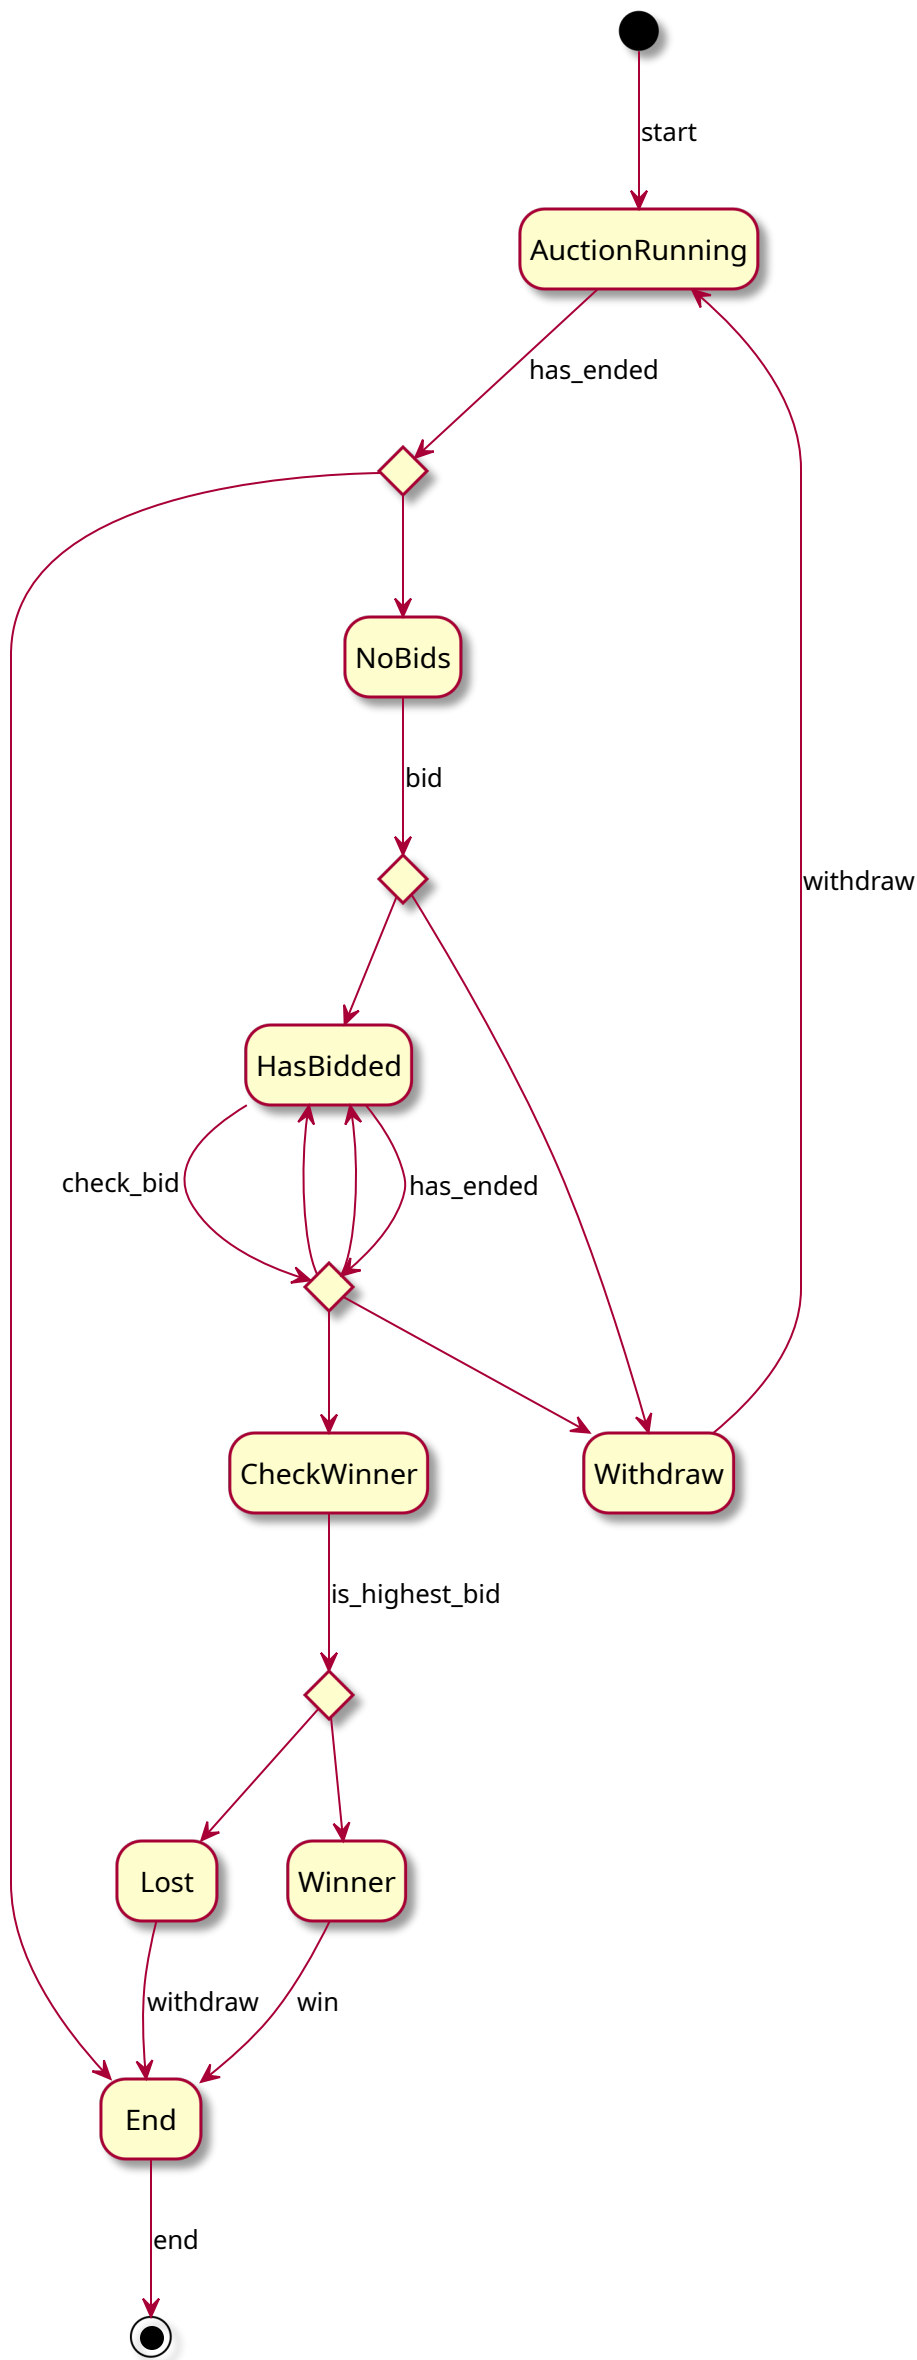 start
AuctionRunning
has_ended
NoBids
bid
withdraw
HasBidded
check_bid
has_ended
CheckWinner
Withdraw
is_highest_bid
Lost
Winner
withdraw
win
End
end